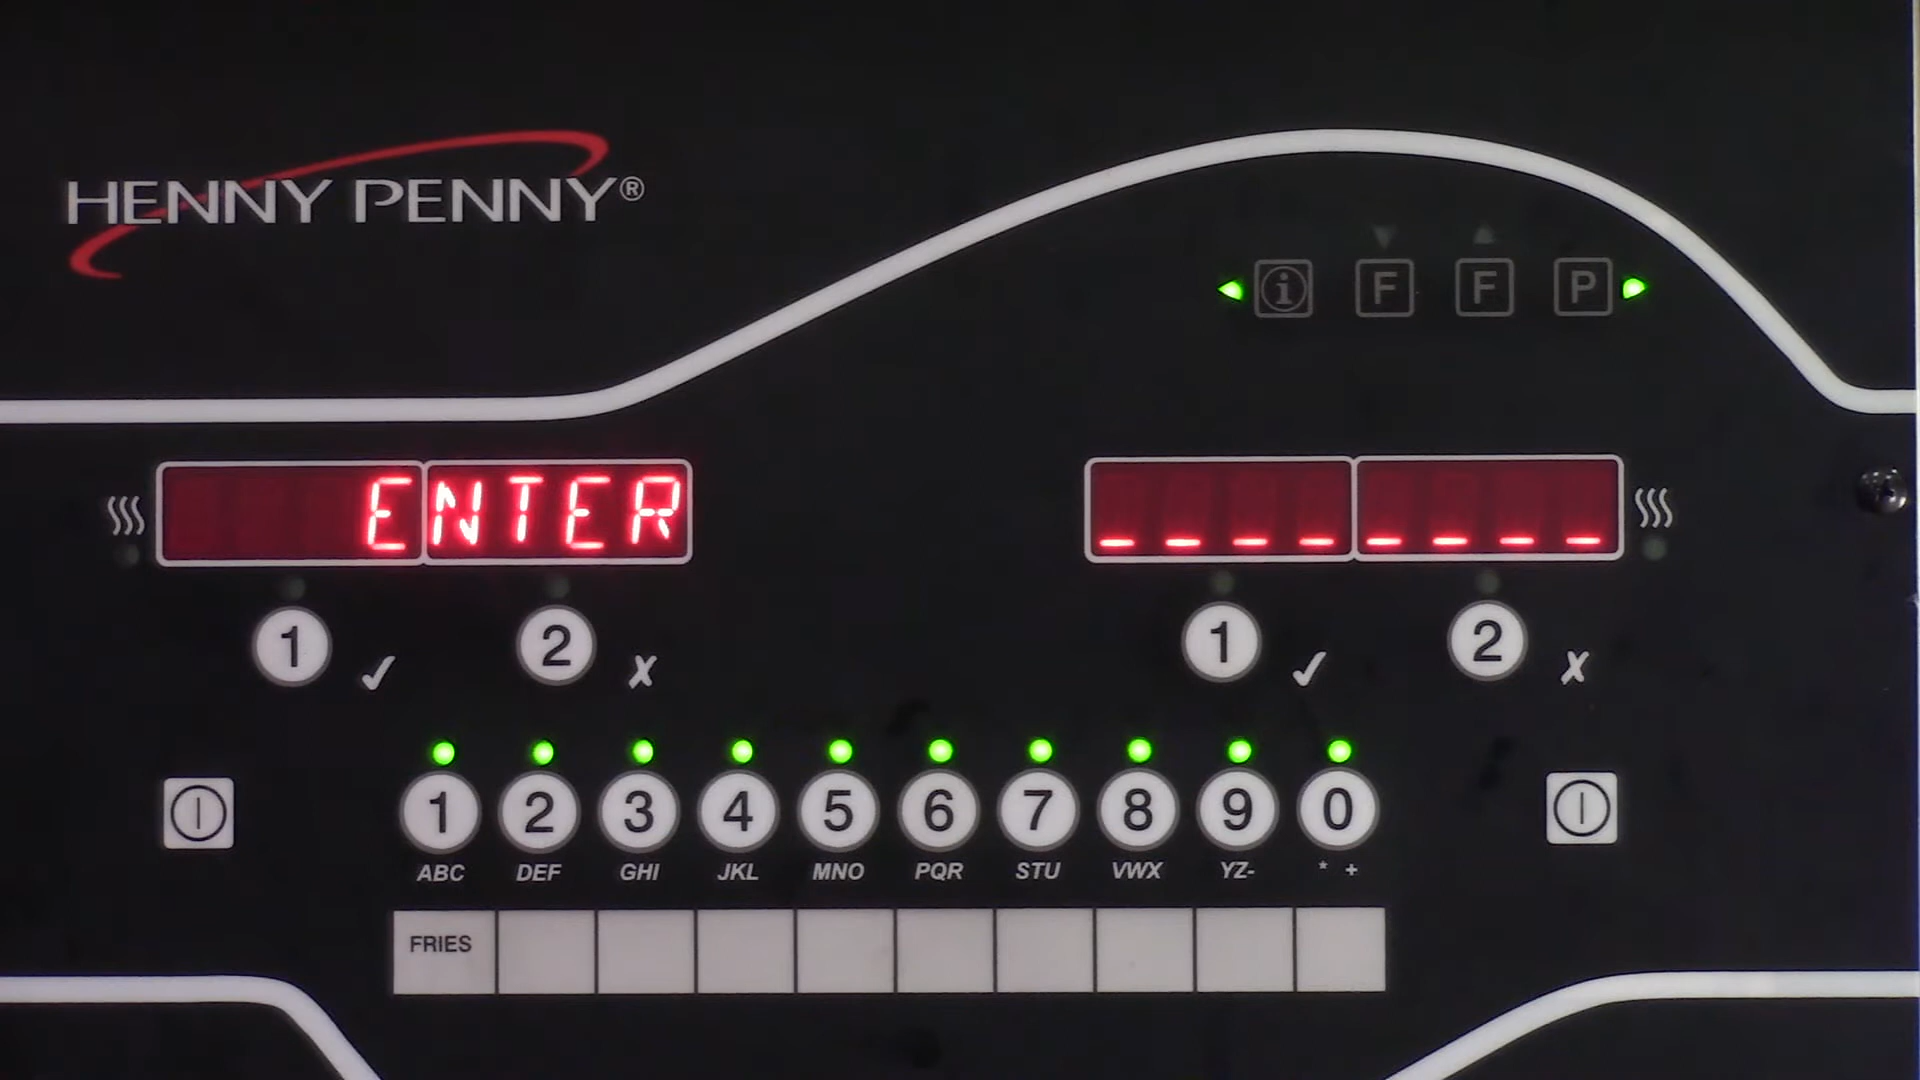 HENNY PENNY®
i F F P
ENTER
_ _ _ _ _ _ _ _
1 ✓ 2 ✗
1 ✓ 2 ✗
1 2 3 4 5 6 7 8 9 0
ABC DEF GHI JKL MNO PQR STU VWX YZ- * +
FRIES